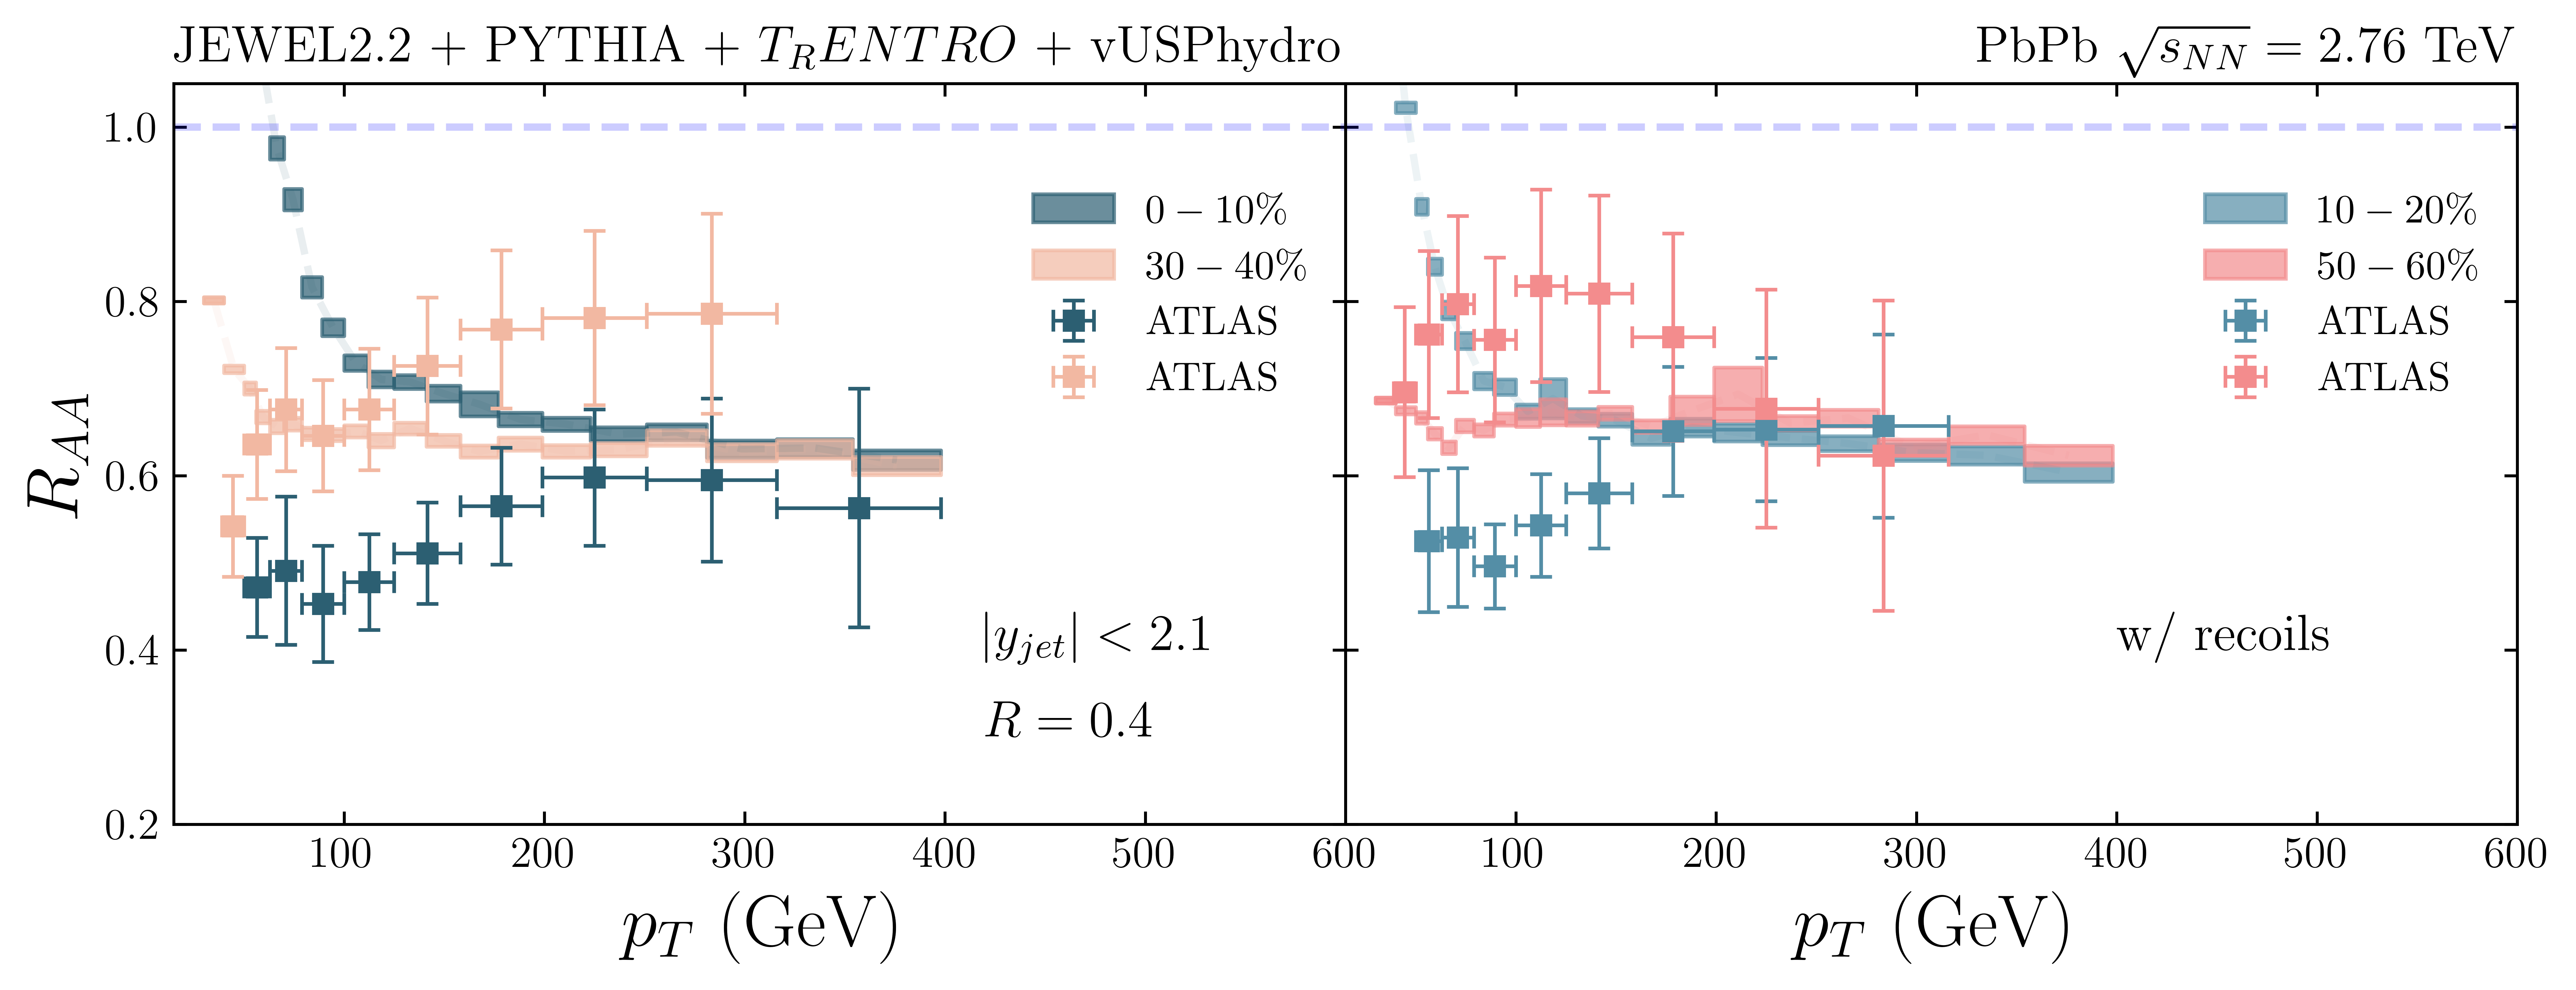 JEWEL2.2 + PYTHIA + TRENTRO + vUSPhydro
PbPb √sNN = 2.76 TeV
RAA
1.0
0.8
0.6
0.4
0.2
0 − 10%
30 − 40%
ATLAS
ATLAS
|yjet| < 2.1
R = 0.4
10 − 20%
50 − 60%
ATLAS
ATLAS
w/ recoils
100 200 300 400 500 600 100 200 300 400 500 600
pT (GeV)
pT (GeV)